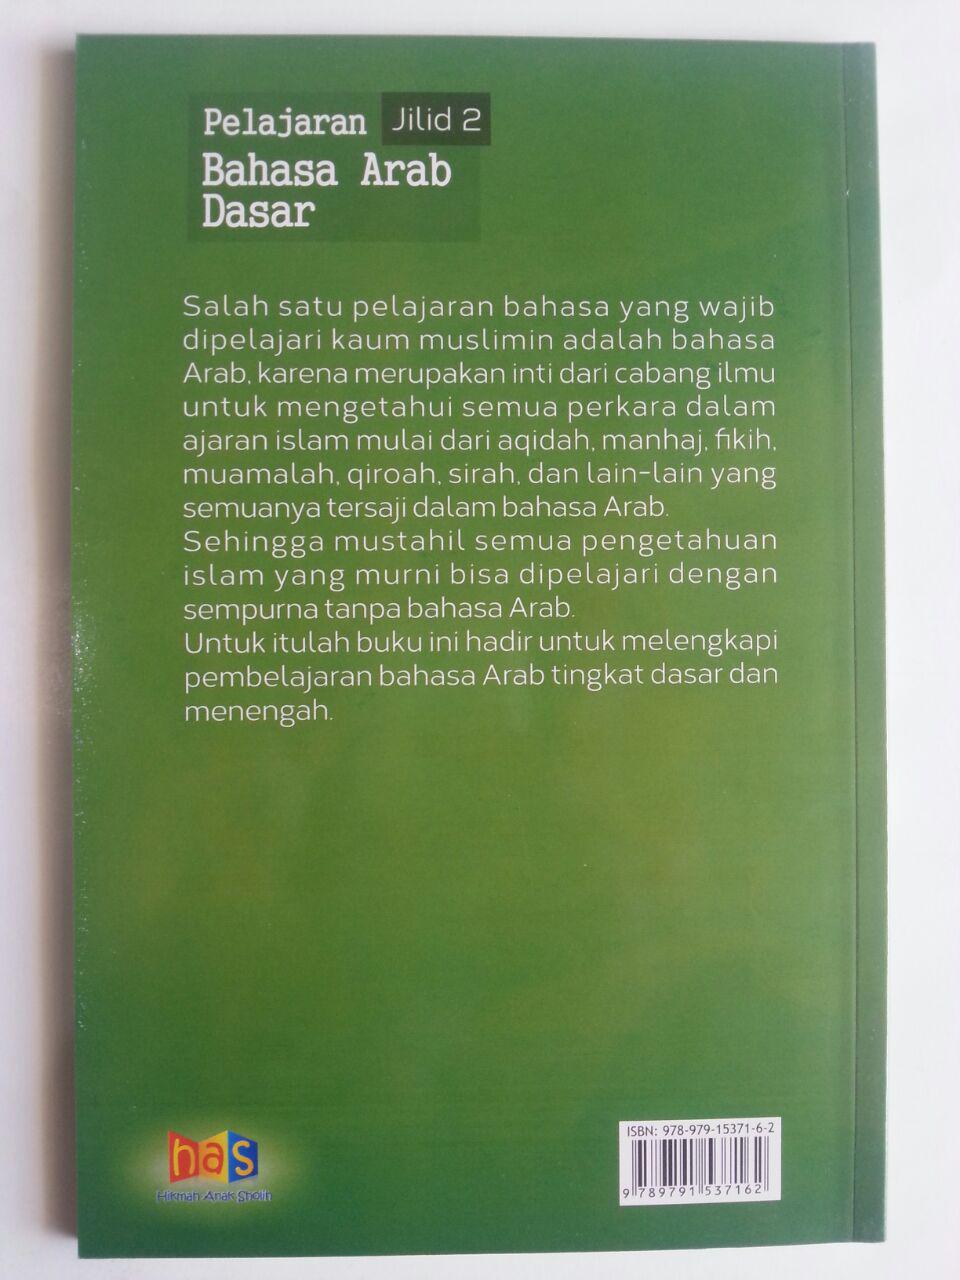 Pelajaran Jilid 2
Bahasa Arab
Dasar
Salah satu pelajaran bahasa yang wajib
dipelajari kaum muslimin adalah bahasa
Arab, karena merupakan inti dari cabang ilmu
untuk mengetahui semua perkara dalam
ajaran islam mulai dari aqidah, manhaj, fikih,
muamalah, qiroah, sirah, dan lain-lain yang
semuanya tersaji dalam bahasa Arab.
Sehingga mustahil semua pengetahuan
islam yang murni bisa dipelajari dengan
sempurna tanpa bahasa Arab.
Untuk itulah buku ini hadir untuk melengkapi
pembelajaran bahasa Arab tingkat dasar dan
menengah.
has
Hikmah Anak Sholih
ISBN: 978-979-15371-6-2
9 789791 537162